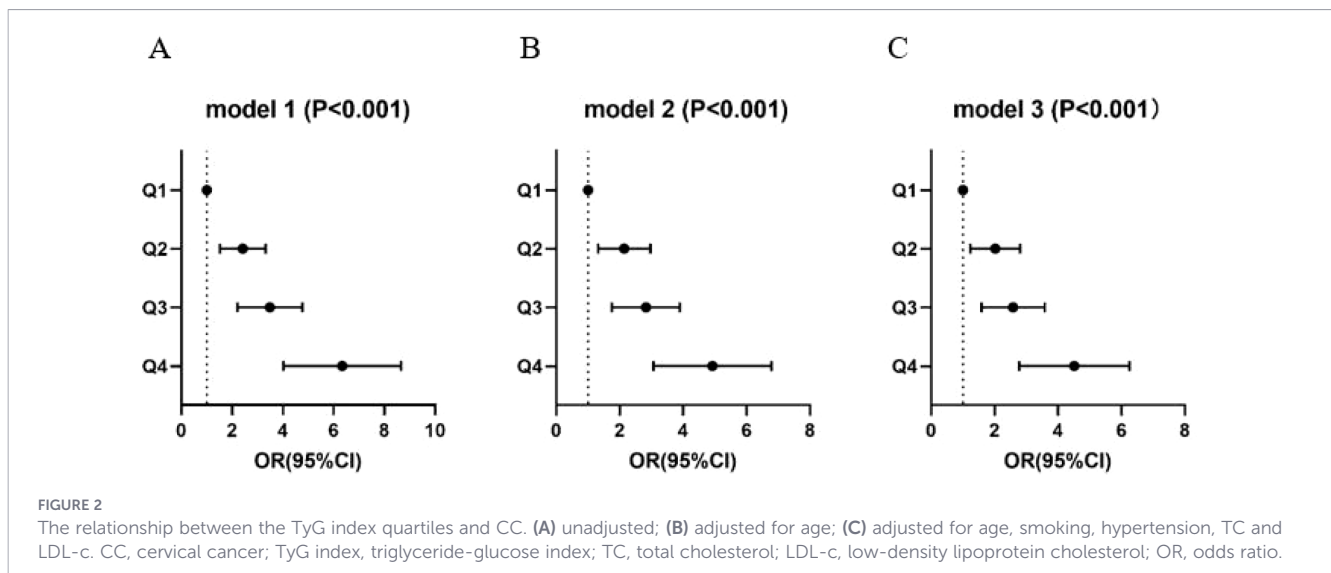 A
B
C
model 1 (P<0.001)
model 2 (P<0.001)
model 3 (P<0.001）
Q1
Q2
Q3
Q4
0 2 4 6 8 10
OR(95%CI)
Q1
Q2
Q3
Q4
0 2 4 6 8
OR(95%CI)
Q1
Q2
Q3
Q4
0 2 4 6 8
OR(95%CI)
FIGURE 2
The relationship between the TyG index quartiles and CC. (A) unadjusted; (B) adjusted for age; (C) adjusted for age, smoking, hypertension, TC and
LDL-c. CC, cervical cancer; TyG index, triglyceride-glucose index; TC, total cholesterol; LDL-c, low-density lipoprotein cholesterol; OR, odds ratio.